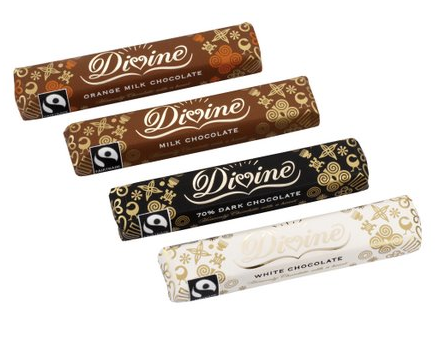 Divine
ORANGE MILK CHOCOLATE
Divine
MILK CHOCOLATE
Divine
70% DARK CHOCOLATE
Divine
WHITE CHOCOLATE